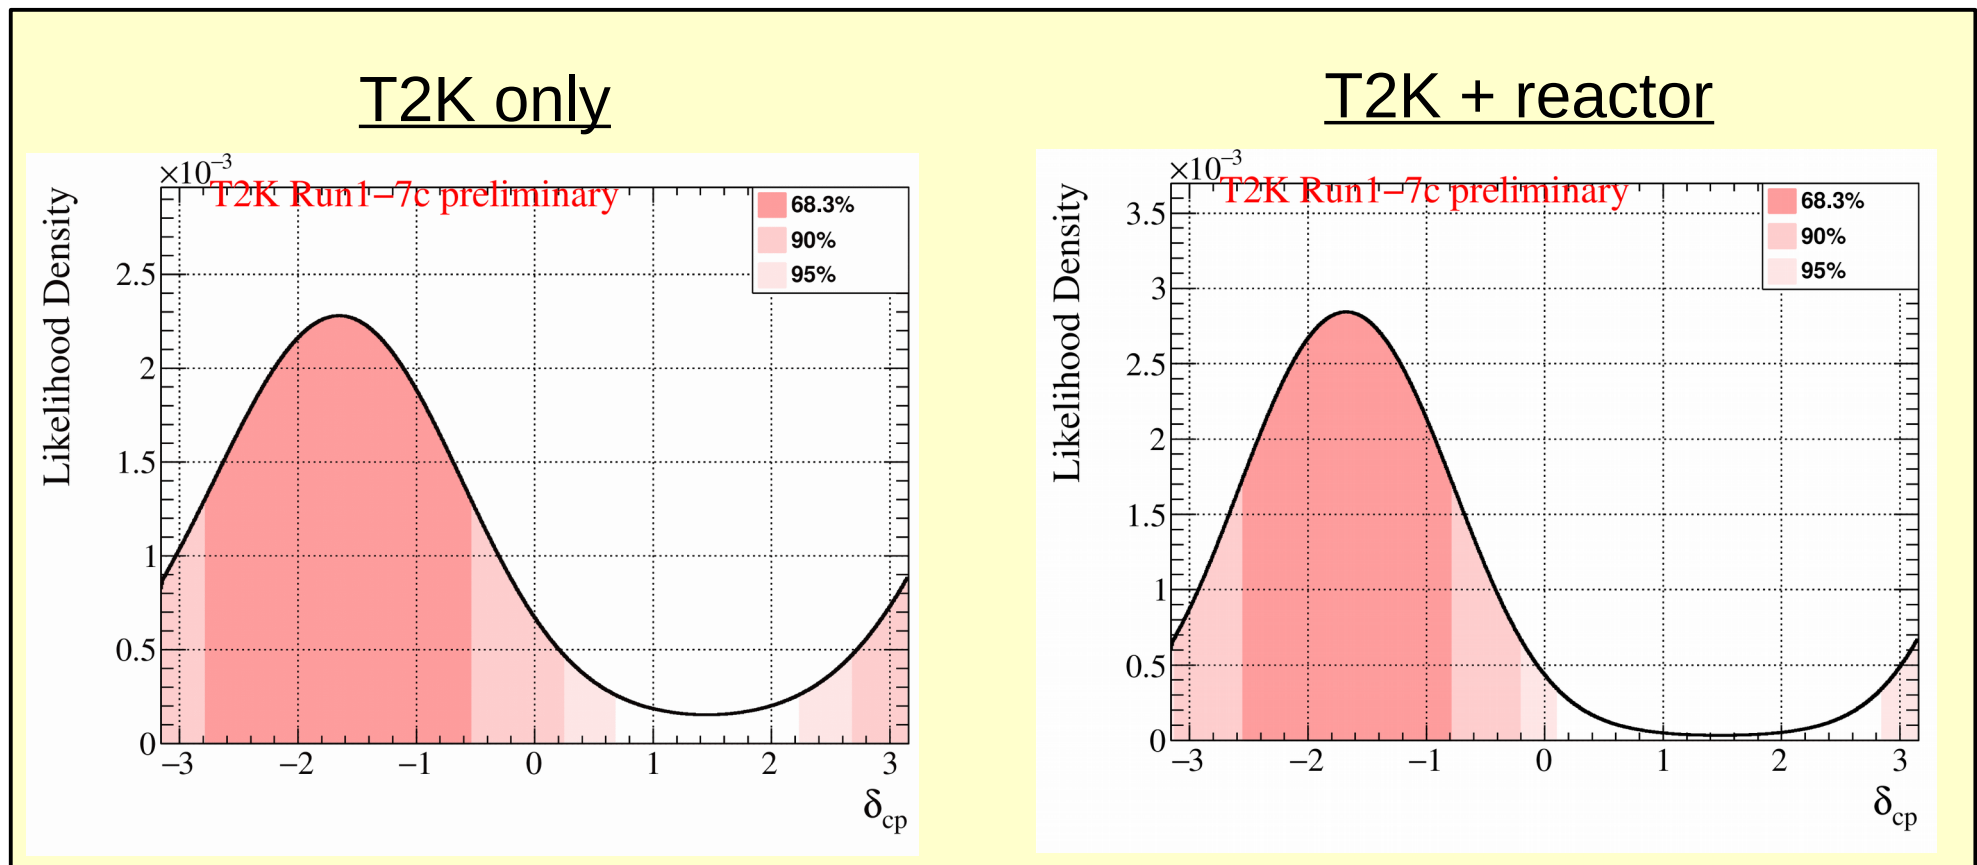 T2K only
T2K + reactor
×10⁻³
T2K Run1−7c preliminary
Likelihood Density
68.3%
90%
95%
2.5
2
1.5
1
0.5
0
−3 −2 −1 0 1 2 3
δcp
×10⁻³
T2K Run1−7c preliminary
Likelihood Density
68.3%
90%
95%
3.5
3
2.5
2
1.5
1
0.5
0
−3 −2 −1 0 1 2 3
δcp